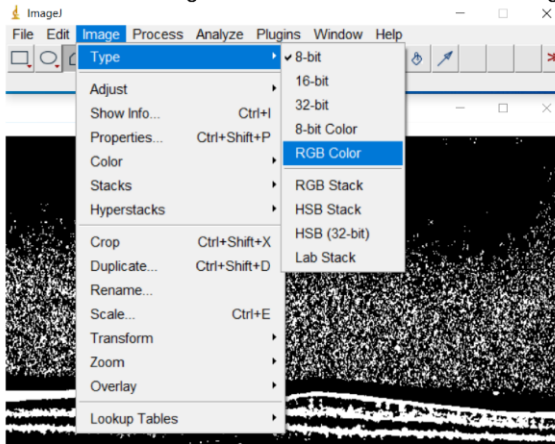 ImageJ
File Edit Image Process Analyze Plugins Window Help
Type
8-bit
16-bit
32-bit
8-bit Color
RGB Color
RGB Stack
HSB Stack
HSB (32-bit)
Lab Stack
Adjust
Show Info... Ctrl+I
Properties... Ctrl+Shift+P
Color
Stacks
Hyperstacks
Crop Ctrl+Shift+X
Duplicate... Ctrl+Shift+D
Rename...
Scale... Ctrl+E
Transform
Zoom
Overlay
Lookup Tables